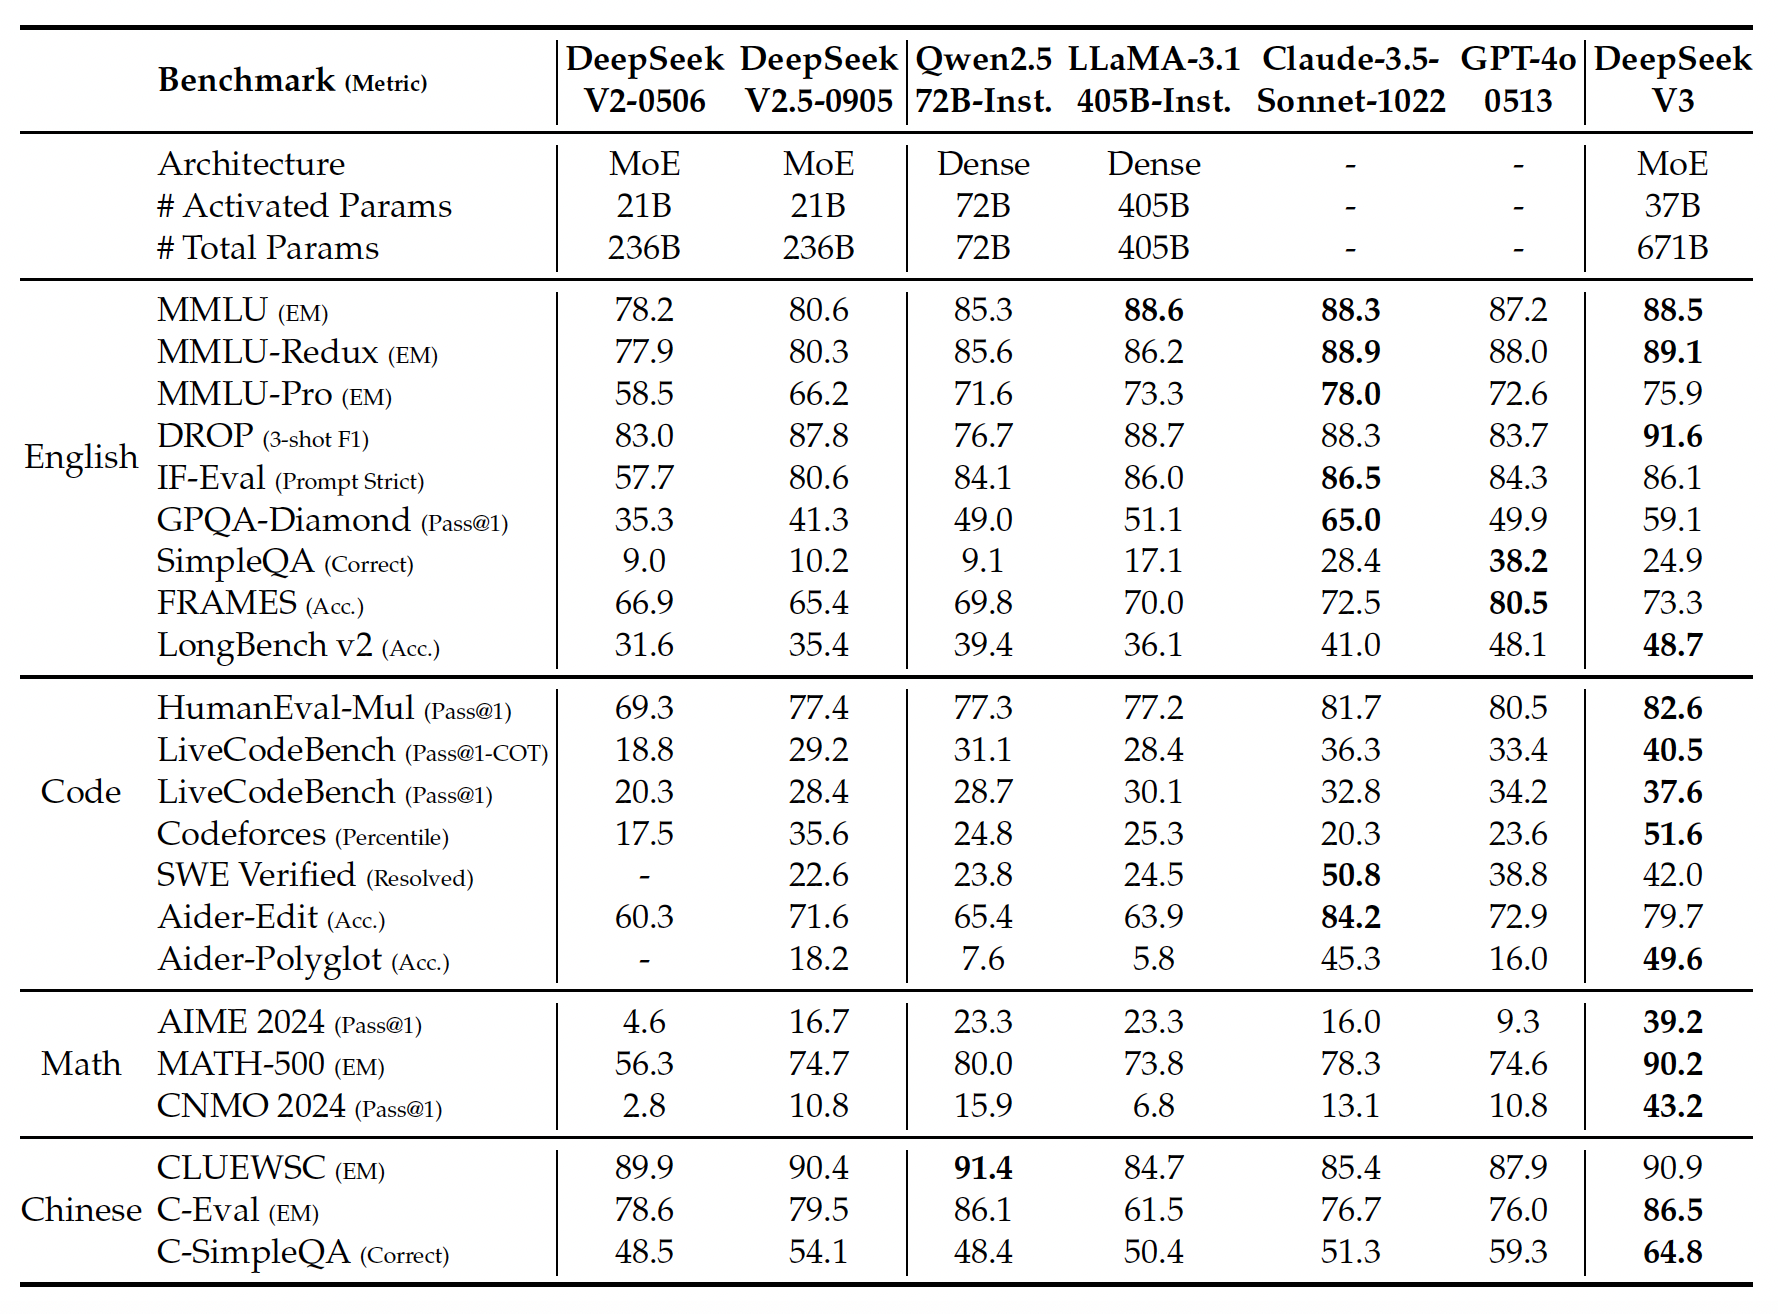 Benchmark (Metric) DeepSeek V2-0506 DeepSeek V2.5-0905 Qwen2.5 72B-Inst. LLaMA-3.1 405B-Inst. Claude-3.5-Sonnet-1022 GPT-4o 0513 DeepSeek V3
Architecture MoE MoE Dense Dense - - MoE
# Activated Params 21B 21B 72B 405B - - 37B
# Total Params 236B 236B 72B 405B - - 671B
English
MMLU (EM) 78.2 80.6 85.3 88.6 88.3 87.2 88.5
MMLU-Redux (EM) 77.9 80.3 85.6 86.2 88.9 88.0 89.1
MMLU-Pro (EM) 58.5 66.2 71.6 73.3 78.0 72.6 75.9
DROP (3-shot F1) 83.0 87.8 76.7 88.7 88.3 83.7 91.6
IF-Eval (Prompt Strict) 57.7 80.6 84.1 86.0 86.5 84.3 86.1
GPQA-Diamond (Pass@1) 35.3 41.3 49.0 51.1 65.0 49.9 59.1
SimpleQA (Correct) 9.0 10.2 9.1 17.1 28.4 38.2 24.9
FRAMES (Acc.) 66.9 65.4 69.8 70.0 72.5 80.5 73.3
LongBench v2 (Acc.) 31.6 35.4 39.4 36.1 41.0 48.1 48.7
Code
HumanEval-Mul (Pass@1) 69.3 77.4 77.3 77.2 81.7 80.5 82.6
LiveCodeBench (Pass@1-COT) 18.8 29.2 31.1 28.4 36.3 33.4 40.5
LiveCodeBench (Pass@1) 20.3 28.4 28.7 30.1 32.8 34.2 37.6
Codeforces (Percentile) 17.5 35.6 24.8 25.3 20.3 23.6 51.6
SWE Verified (Resolved) - 22.6 23.8 24.5 50.8 38.8 42.0
Aider-Edit (Acc.) 60.3 71.6 65.4 63.9 84.2 72.9 79.7
Aider-Polyglot (Acc.) - 18.2 7.6 5.8 45.3 16.0 49.6
Math
AIME 2024 (Pass@1) 4.6 16.7 23.3 23.3 16.0 9.3 39.2
MATH-500 (EM) 56.3 74.7 80.0 73.8 78.3 74.6 90.2
CNMO 2024 (Pass@1) 2.8 10.8 15.9 6.8 13.1 10.8 43.2
Chinese
CLUEWSC (EM) 89.9 90.4 91.4 84.7 85.4 87.9 90.9
C-Eval (EM) 78.6 79.5 86.1 61.5 76.7 76.0 86.5
C-SimpleQA (Correct) 48.5 54.1 48.4 50.4 51.3 59.3 64.8